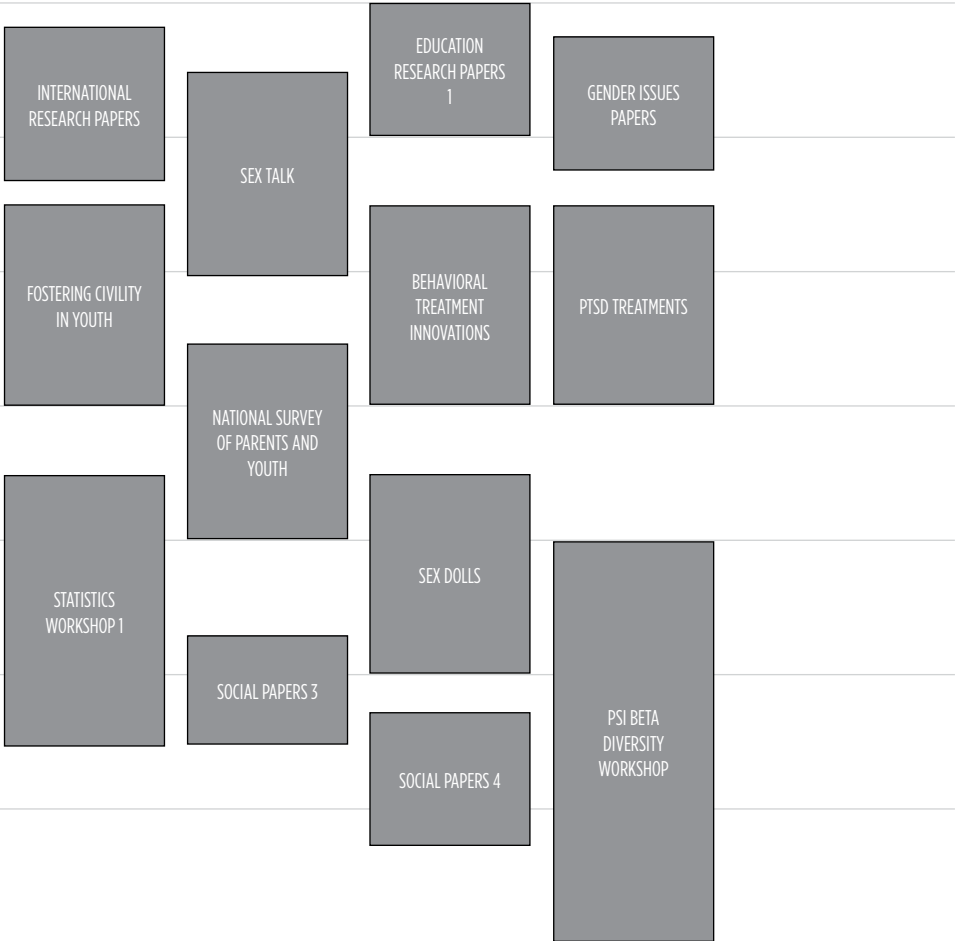 INTERNATIONAL
RESEARCH PAPERS
SEX TALK
EDUCATION
RESEARCH PAPERS
1
GENDER ISSUES
PAPERS
FOSTERING CIVILITY
IN YOUTH
BEHAVIORAL
TREATMENT
INNOVATIONS
PTSD TREATMENTS
NATIONAL SURVEY
OF PARENTS AND
YOUTH
STATISTICS
WORKSHOP 1
SEX DOLLS
SOCIAL PAPERS 3
SOCIAL PAPERS 4
PSI BETA
DIVERSITY
WORKSHOP